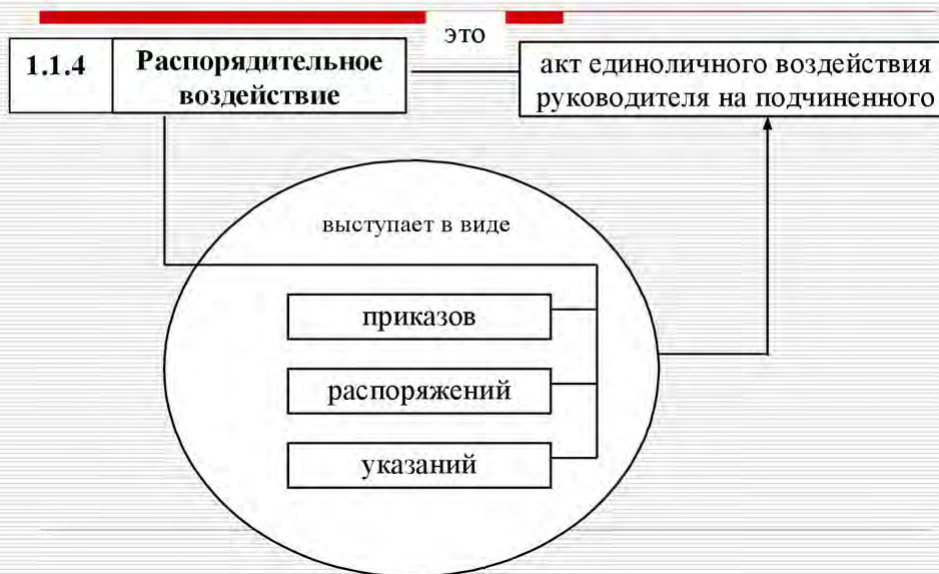 это
1.1.4
Распорядительное
воздействие
акт единоличного воздействия
руководителя на подчиненного
выступает в виде
приказов
распоряжений
указаний